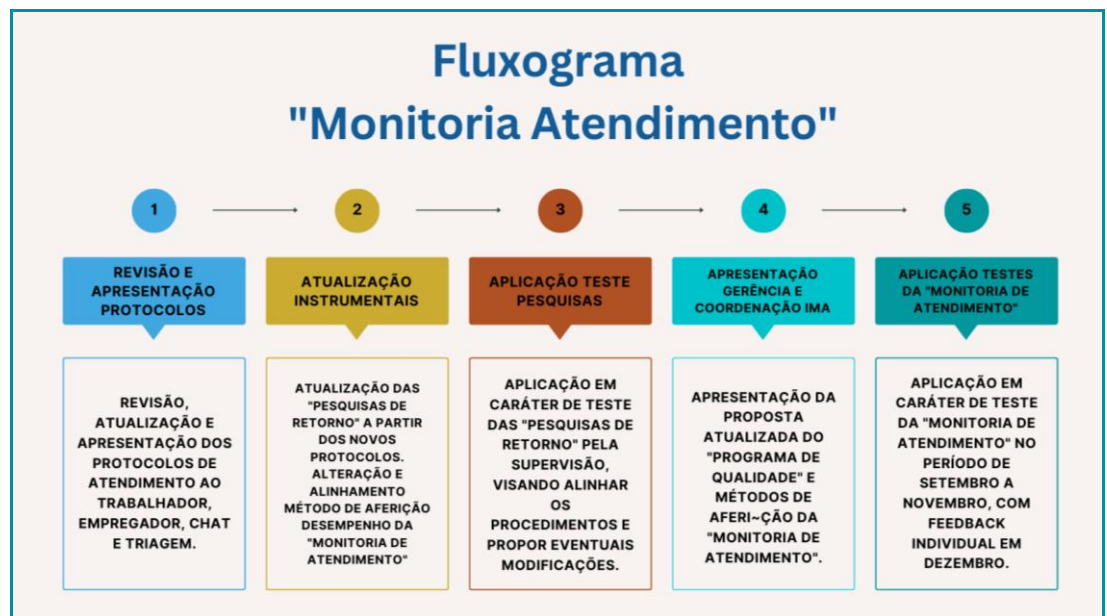 Fluxograma
"Monitoria Atendimento"
1
2
3
4
5
REVISÃO E
APRESENTAÇÃO
PROTOCOLOS
ATUALIZAÇÃO
INSTRUMENTAIS
APLICAÇÃO TESTE
PESQUISAS
APRESENTAÇÃO
GERÊNCIA E
COORDENAÇÃO IMA
APLICAÇÃO TESTES
DA "MONITORIA DE
ATENDIMENTO"
REVISÃO,
ATUALIZAÇÃO E
APRESENTAÇÃO DOS
PROTOCOLOS DE
ATENDIMENTO AO
TRABALHADOR,
EMPREGADOR, CHAT
E TRIAGEM.
ATUALIZAÇÃO DAS
"PESQUISAS DE
RETORNO" A PARTIR
DOS NOVOS
PROTOCOLOS.
ALTERAÇÃO E
ALINHAMENTO
MÉTODO DE AFERIÇÃO
DESEMPENHO DA
"MONITORIA DE
ATENDIMENTO"
APLICAÇÃO EM
CARÁTER DE TESTE
DAS "PESQUISAS DE
RETORNO" PELA
SUPERVISÃO,
VISANDO ALINHAR
OS
PROCEDIMENTOS E
PROPOR EVENTUAIS
MODIFICAÇÕES.
APRESENTAÇÃO DA
PROPOSTA
ATUALIZADA DO
"PROGRAMA DE
QUALIDADE" E
MÉTODOS DE
AFERI~ÇÃO DA
"MONITORIA DE
ATENDIMENTO".
APLICAÇÃO EM
CARÁTER DE TESTE
DA "MONITORIA DE
ATENDIMENTO" NO
PERÍODO DE
SETEMBRO A
NOVEMBRO, COM
FEEDBACK
INDIVIDUAL EM
DEZEMBRO.